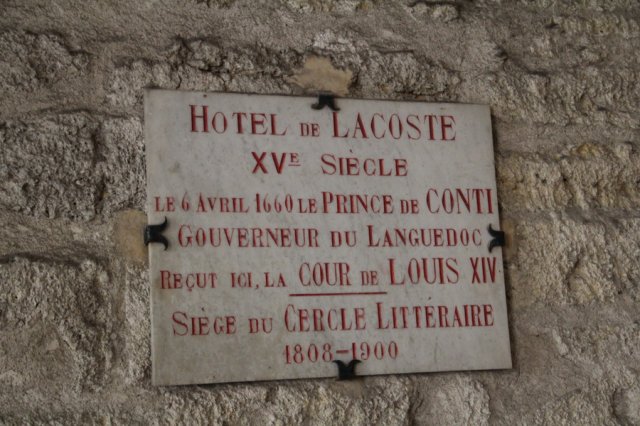 HOTEL DE LACOSTE
XVE SIECLE
LE 6 AVRIL 1660 LE PRINCE DE CONTI
GOUVERNEUR DU LANGUEDOC
REÇUT ICI, LA COUR DE LOUIS XIV
SIÈGE DU CERCLE LITTERAIRE
1808-1900